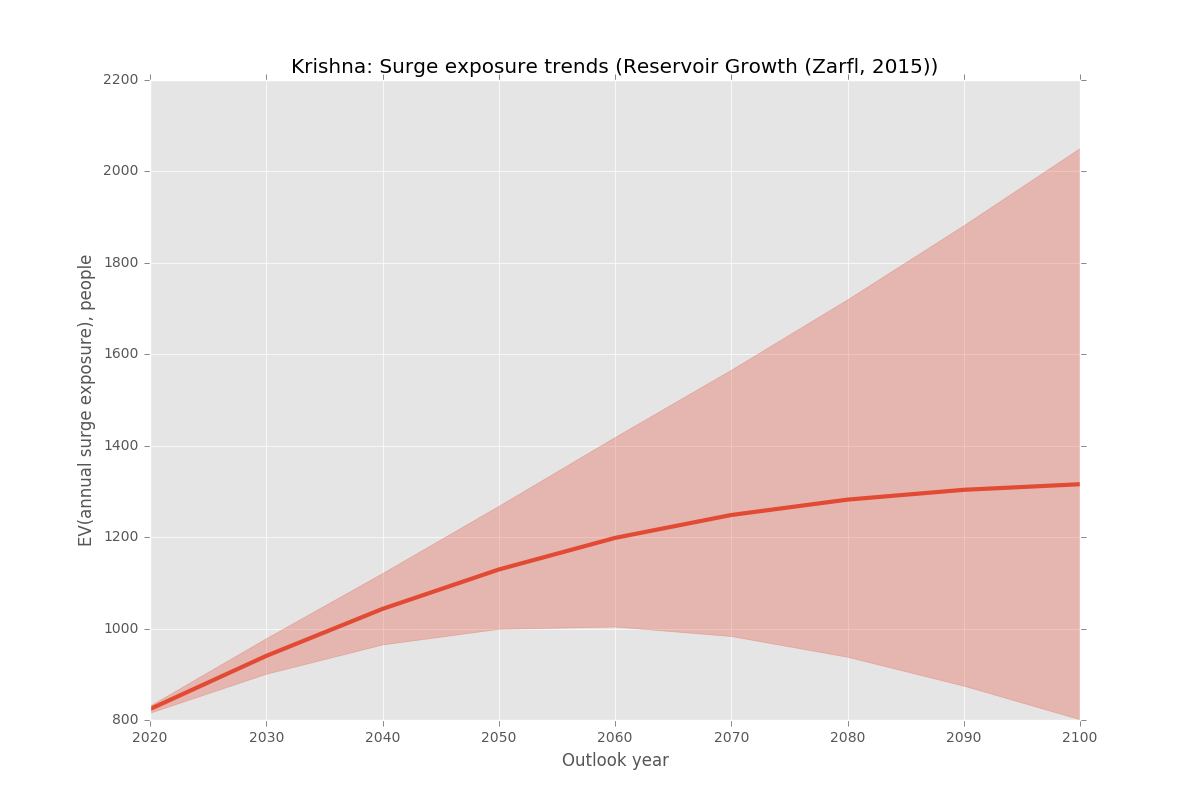 Krishna: Surge exposure trends (Reservoir Growth (Zarfl, 2015))
EV(annual surge exposure), people
2200
2000
1800
1600
1400
1200
1000
800
2020 2030 2040 2050 2060 2070 2080 2090 2100
Outlook year